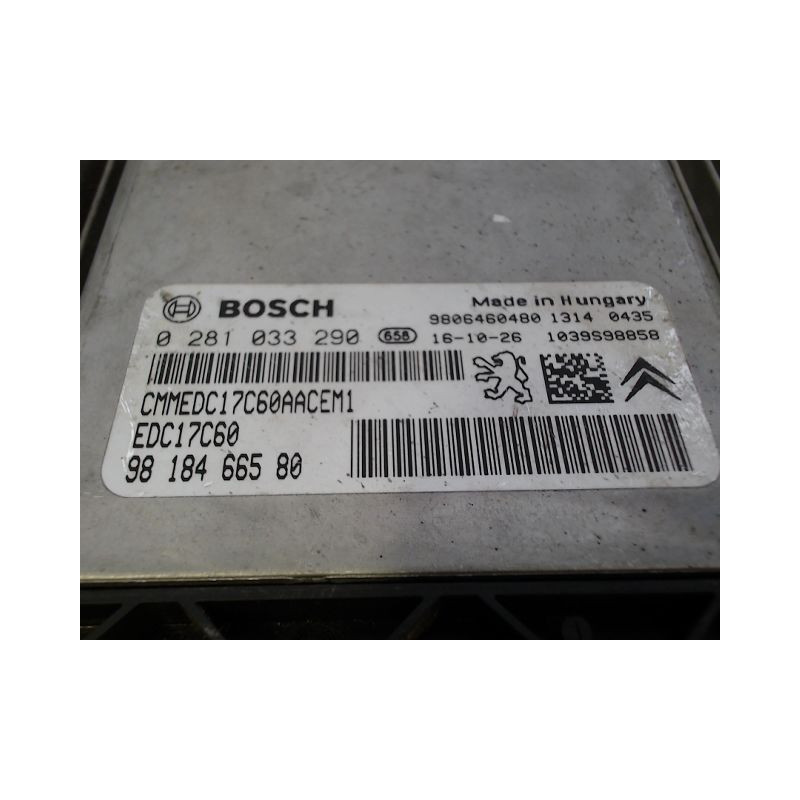 BOSCH
Made in Hungary
9806460480 1314 0435
0 281 033 290 658 16-10-26 1039S98858
CMMEDC17C60AACEM1
EDC17C60
98 184 665 80